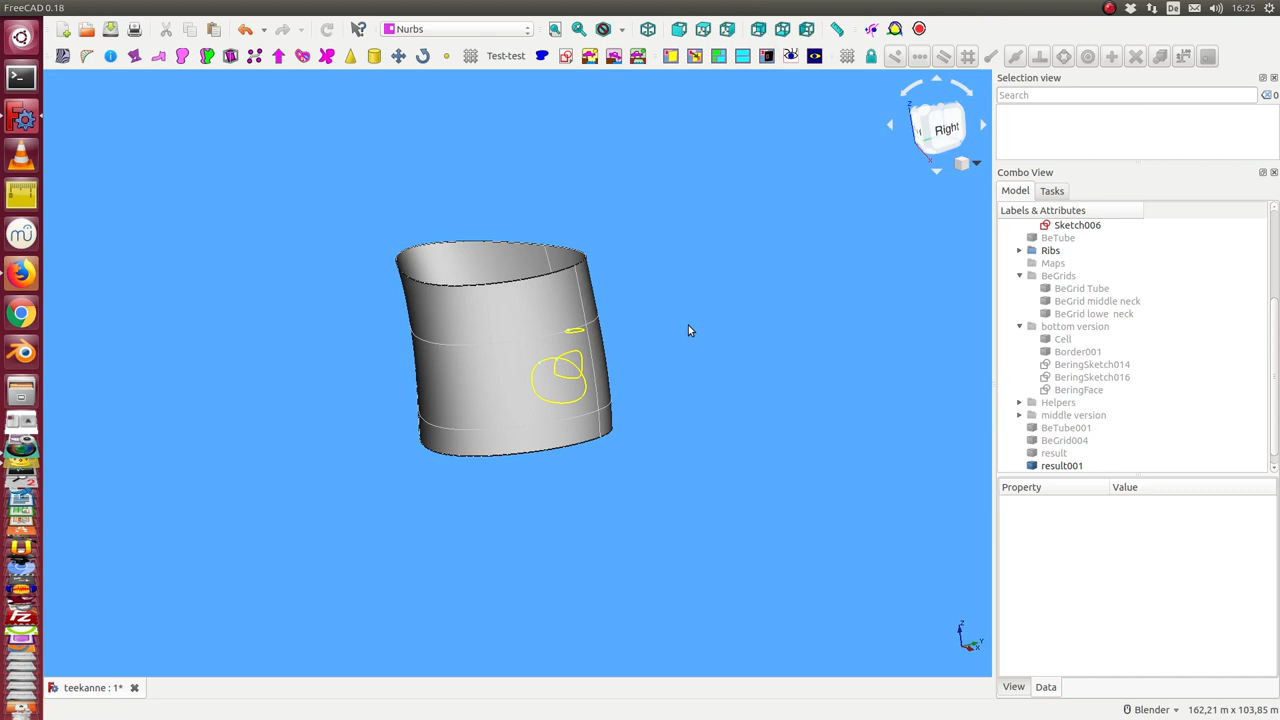 FreeCAD 0.18
De
16:25
Nurbs
Test-test
Right
Z
X
Z
Y
X
Selection view
Search
0
Combo View
Model
Tasks
Labels & Attributes
Sketch006
BeTube
Ribs
Maps
BeGrids
BeGrid Tube
BeGrid middle neck
BeGrid lowe neck
bottom version
Cell
Border001
BeringSketch014
BeringSketch016
BeringFace
Helpers
middle version
BeTube001
BeGrid004
result
result001
Property
Value
View
Data
teekanne : 1*
Blender
162,21 m x 103,85 m